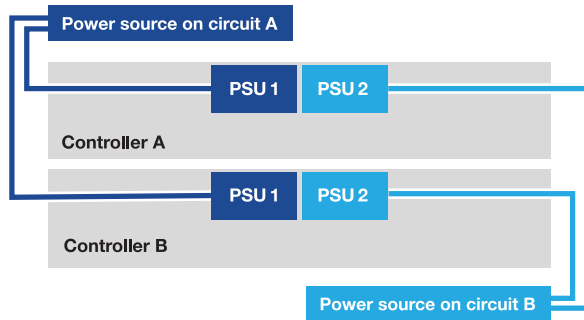 Power source on circuit A
PSU 1 PSU 2
Controller A
PSU 1 PSU 2
Controller B
Power source on circuit B